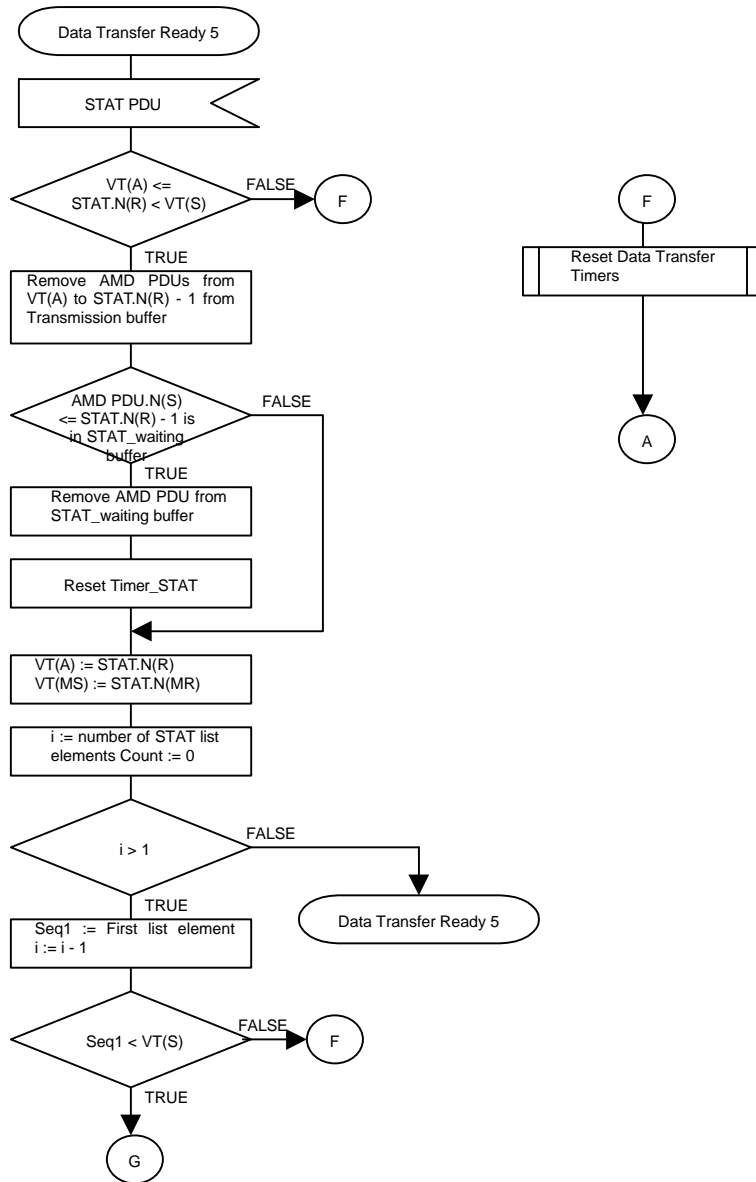 Data Transfer Ready 5
STAT PDU
VT(A) <=
STAT.N(R) < VT(S)
FALSE
F
TRUE
Remove AMD PDUs from
VT(A) to STAT.N(R) - 1 from
Transmission buffer
AMD PDU.N(S)
<= STAT.N(R) - 1 is
in STAT_waiting
buffer
FALSE
TRUE
Remove AMD PDU from
STAT_waiting buffer
Reset Timer_STAT
VT(A) := STAT.N(R)
VT(MS) := STAT.N(MR)
i := number of STAT list
elements Count := 0
i > 1
FALSE
Data Transfer Ready 5
TRUE
Seq1 := First list element
i := i - 1
Seq1 < VT(S)
FALSE
F
TRUE
G
F
Reset Data Transfer
Timers
A